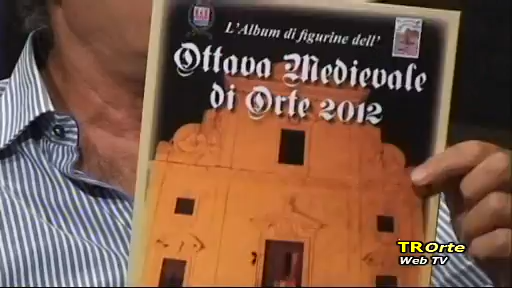 L'Album di figurine dell'
Ottava Medievale
di Orte 2012
TROrte
Web TV